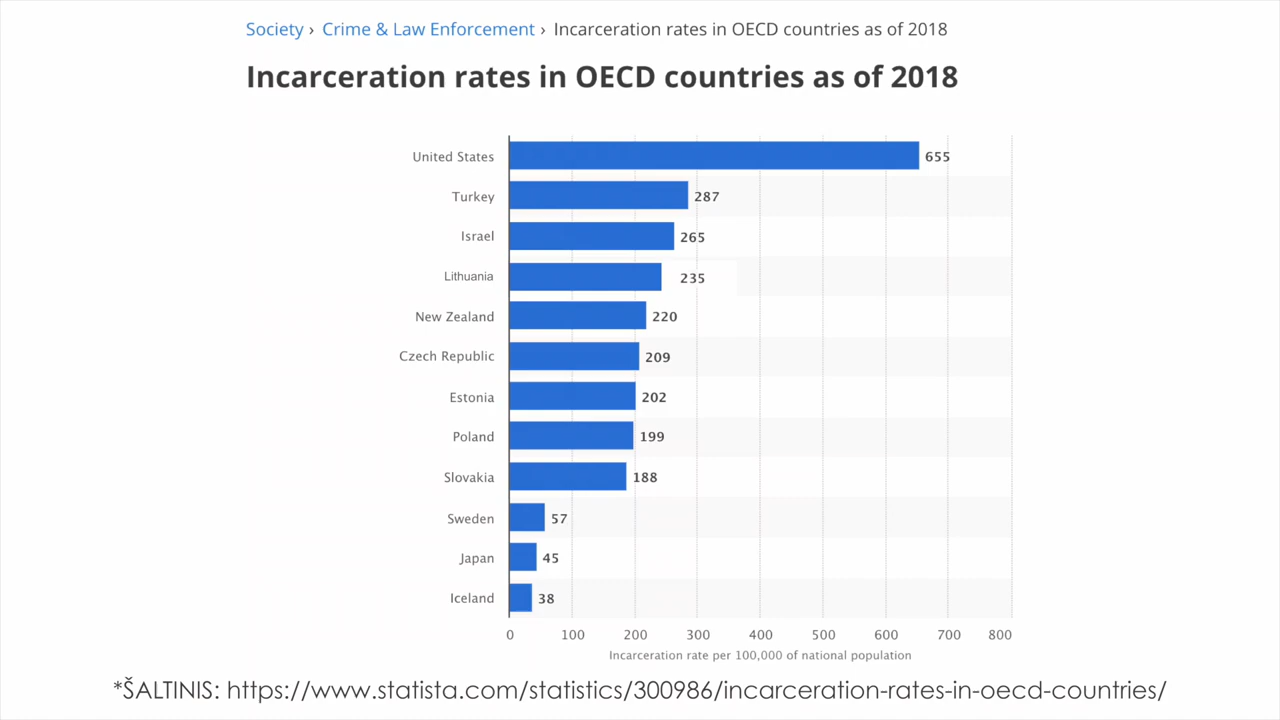 Society › Crime & Law Enforcement › Incarceration rates in OECD countries as of 2018
Incarceration rates in OECD countries as of 2018
United States 655
Turkey 287
Israel 265
Lithuania 235
New Zealand 220
Czech Republic 209
Estonia 202
Poland 199
Slovakia 188
Sweden 57
Japan 45
Iceland 38
0 100 200 300 400 500 600 700 800
Incarceration rate per 100,000 of national population
*ŠALTINIS: https://www.statista.com/statistics/300986/incarceration-rates-in-oecd-countries/